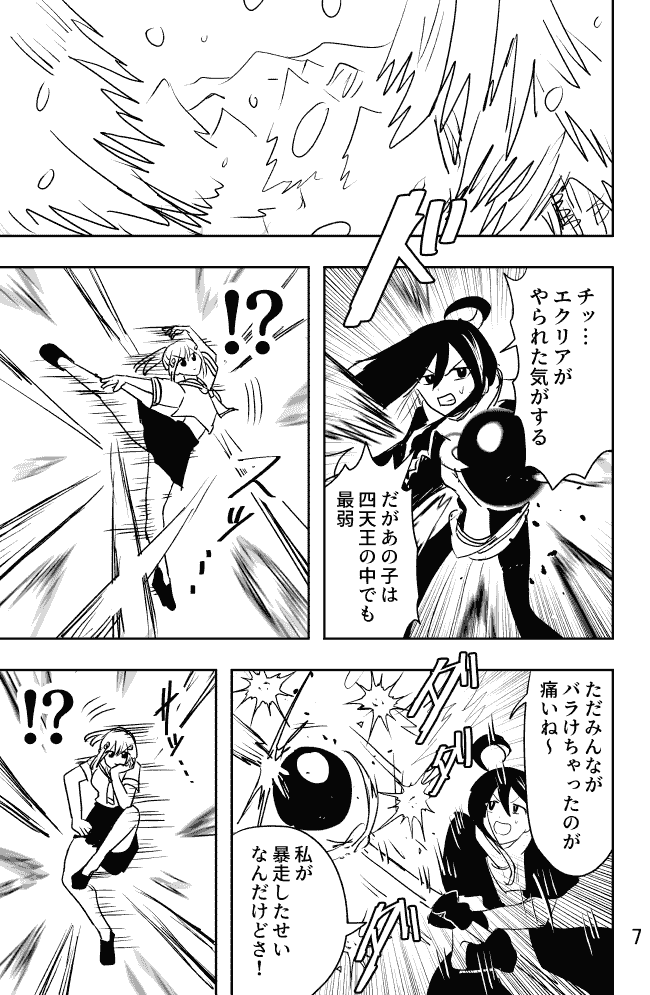 チッ…
エクリアが
やられた気がする
ド
だがあの子は
四天王の中でも
最弱
!?
スッ
ただみんなが
バラけちゃったのが
痛いね～
ダダダダ
私が
暴走したせい
なんだけどさ！
!?
7